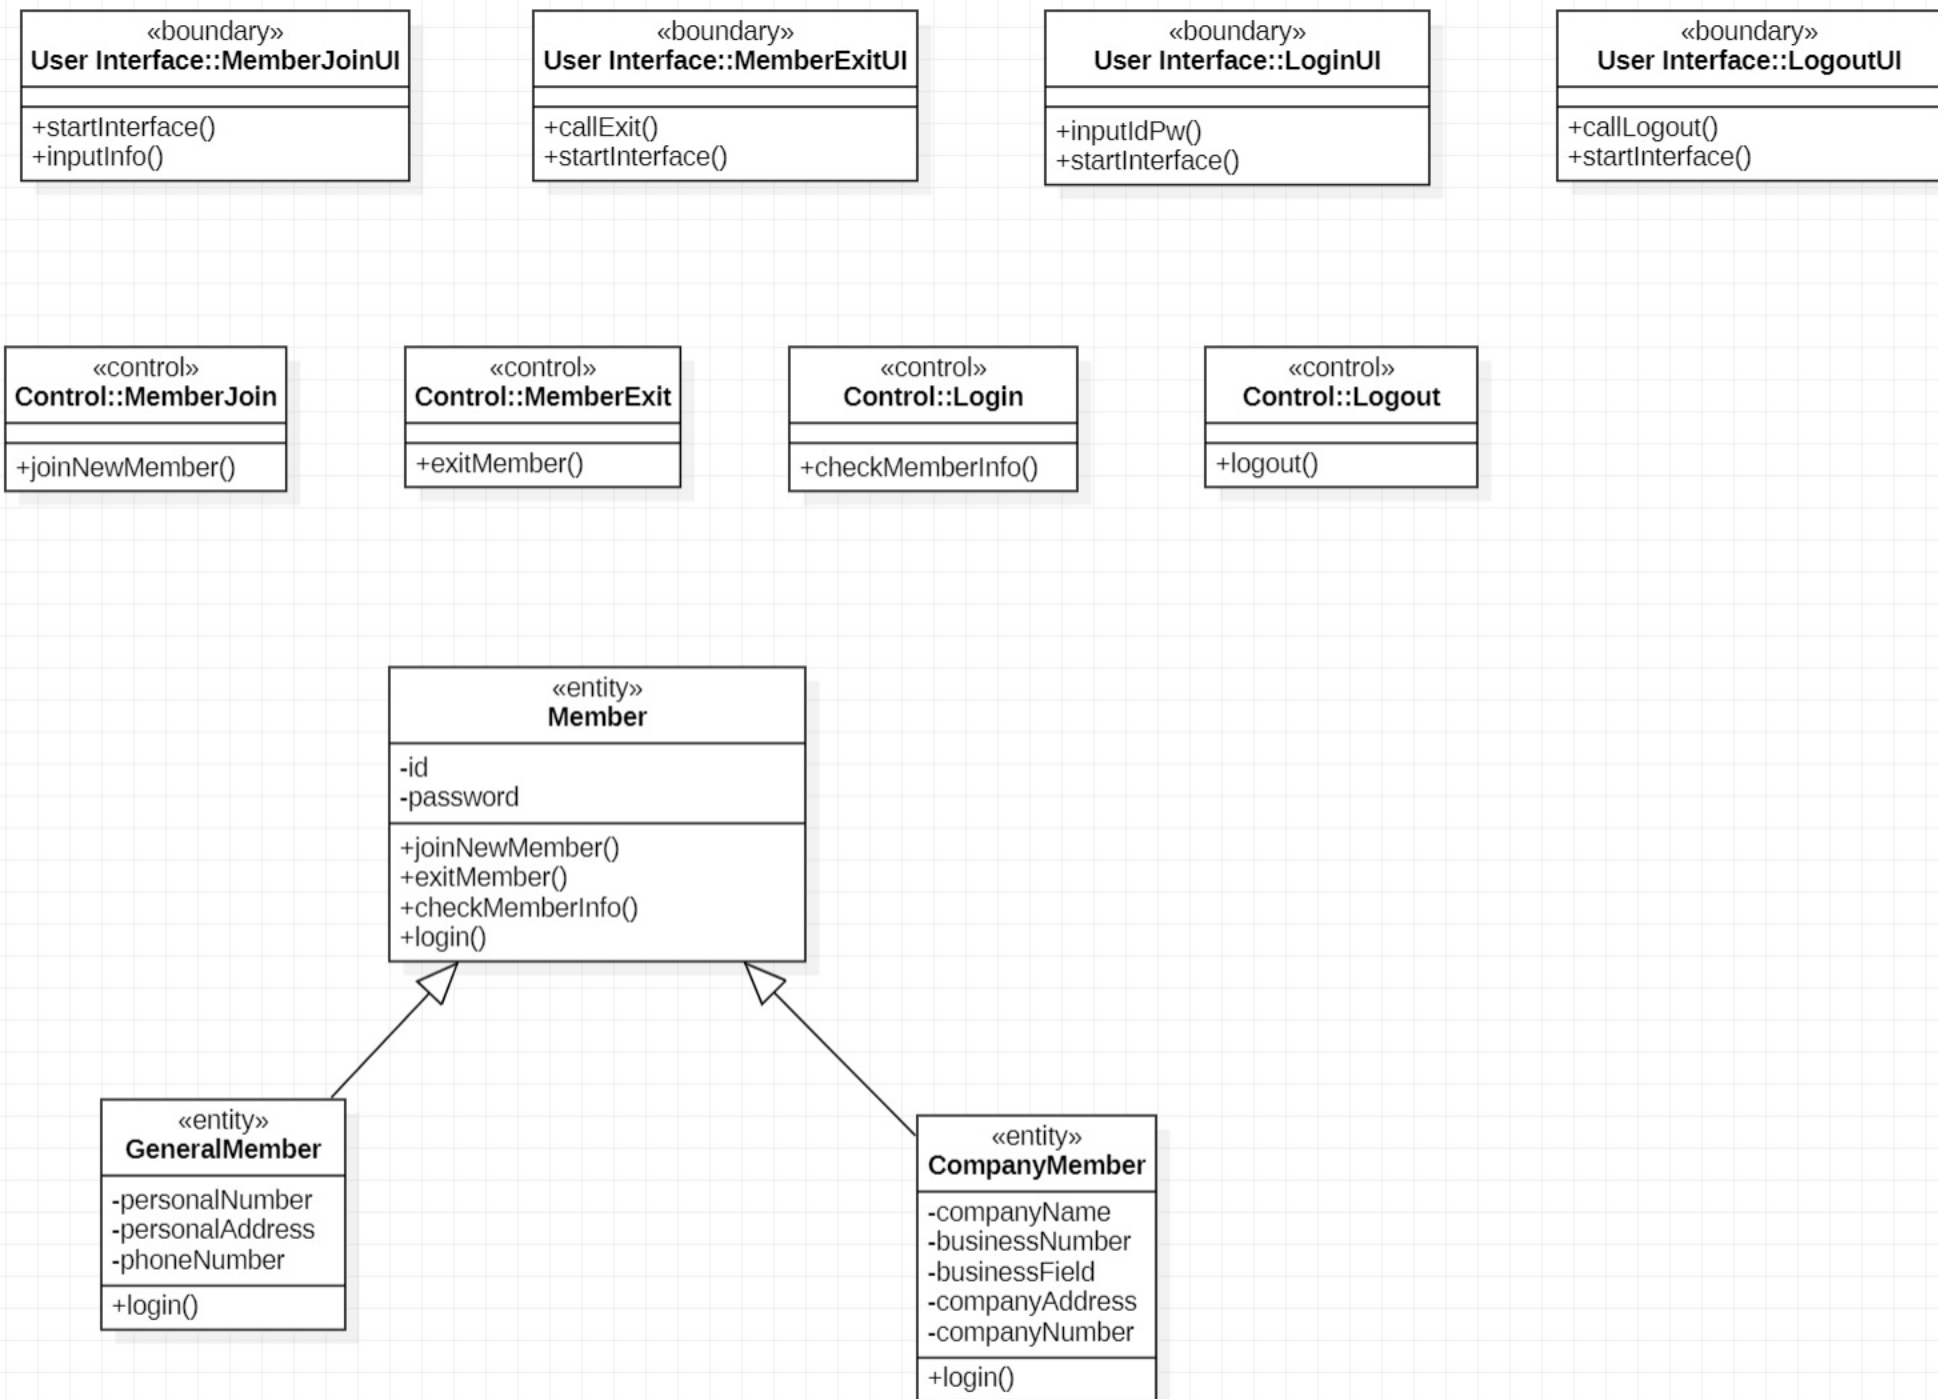 «boundary»
User Interface::MemberJoinUI
+startInterface()
+inputInfo()
«boundary»
User Interface::MemberExitUI
+callExit()
+startInterface()
«boundary»
User Interface::LoginUI
+inputIdPw()
+startInterface()
«boundary»
User Interface::LogoutUI
+callLogout()
+startInterface()
«control»
Control::MemberJoin
+joinNewMember()
«control»
Control::MemberExit
+exitMember()
«control»
Control::Login
+checkMemberInfo()
«control»
Control::Logout
+logout()
«entity»
Member
-id
-password
+joinNewMember()
+exitMember()
+checkMemberInfo()
+login()
«entity»
GeneralMember
-personalNumber
-personalAddress
-phoneNumber
+login()
«entity»
CompanyMember
-companyName
-businessNumber
-businessField
-companyAddress
-companyNumber
+login()